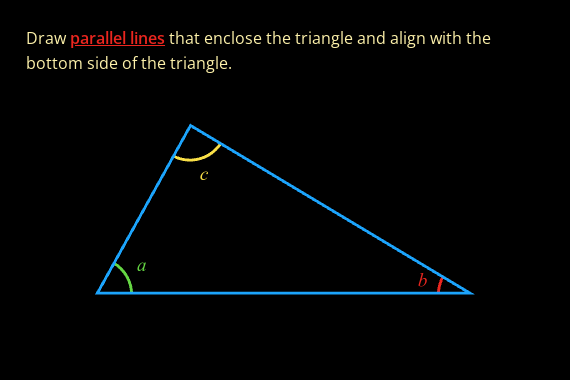 Draw parallel lines that enclose the triangle and align with the
bottom side of the triangle.
c
a
b